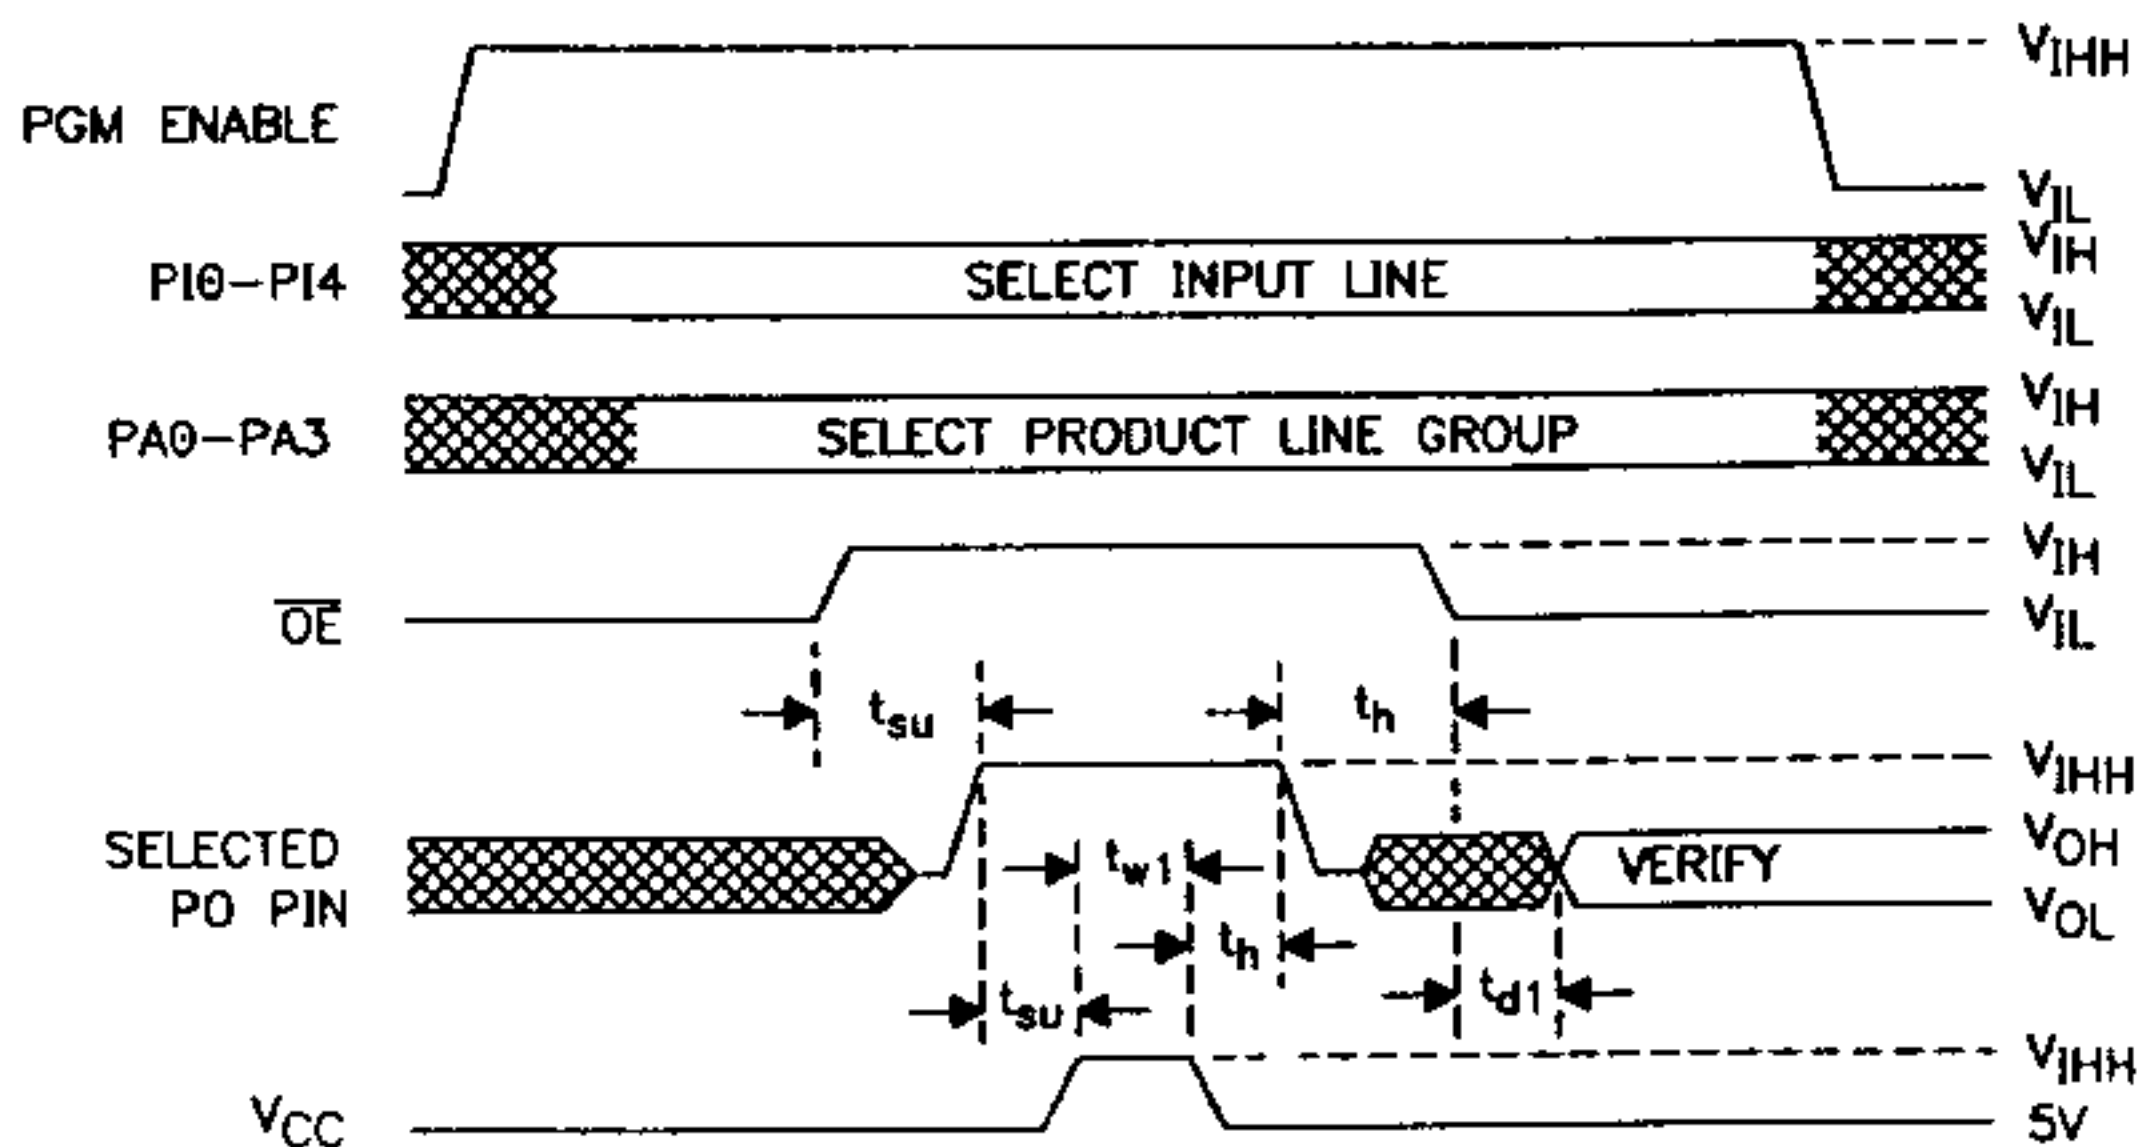 PGM ENABLE
V_IHH
V_IL
PI0-PI4
SELECT INPUT LINE
V_IH
V_IL
PA0-PA3
SELECT PRODUCT LINE GROUP
V_IH
V_IL
OE
V_IH
V_IL
t_su
t_h
SELECTED
PO PIN
t_w1
VERIFY
t_h
t_su
t_d1
V_IHH
V_OH
V_OL
V_CC
V_IHH
5V